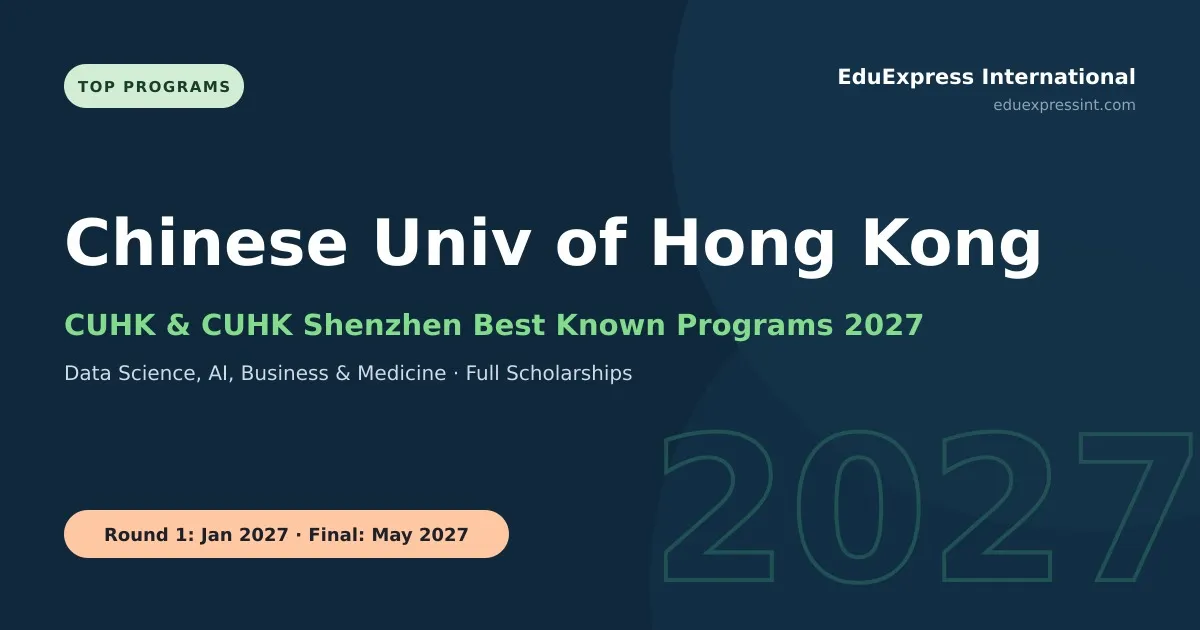 TOP PROGRAMS
EduExpress International
eduexpressint.com
Chinese Univ of Hong Kong
CUHK & CUHK Shenzhen Best Known Programs 2027
Data Science, AI, Business & Medicine · Full Scholarships
2027
Round 1: Jan 2027 · Final: May 2027